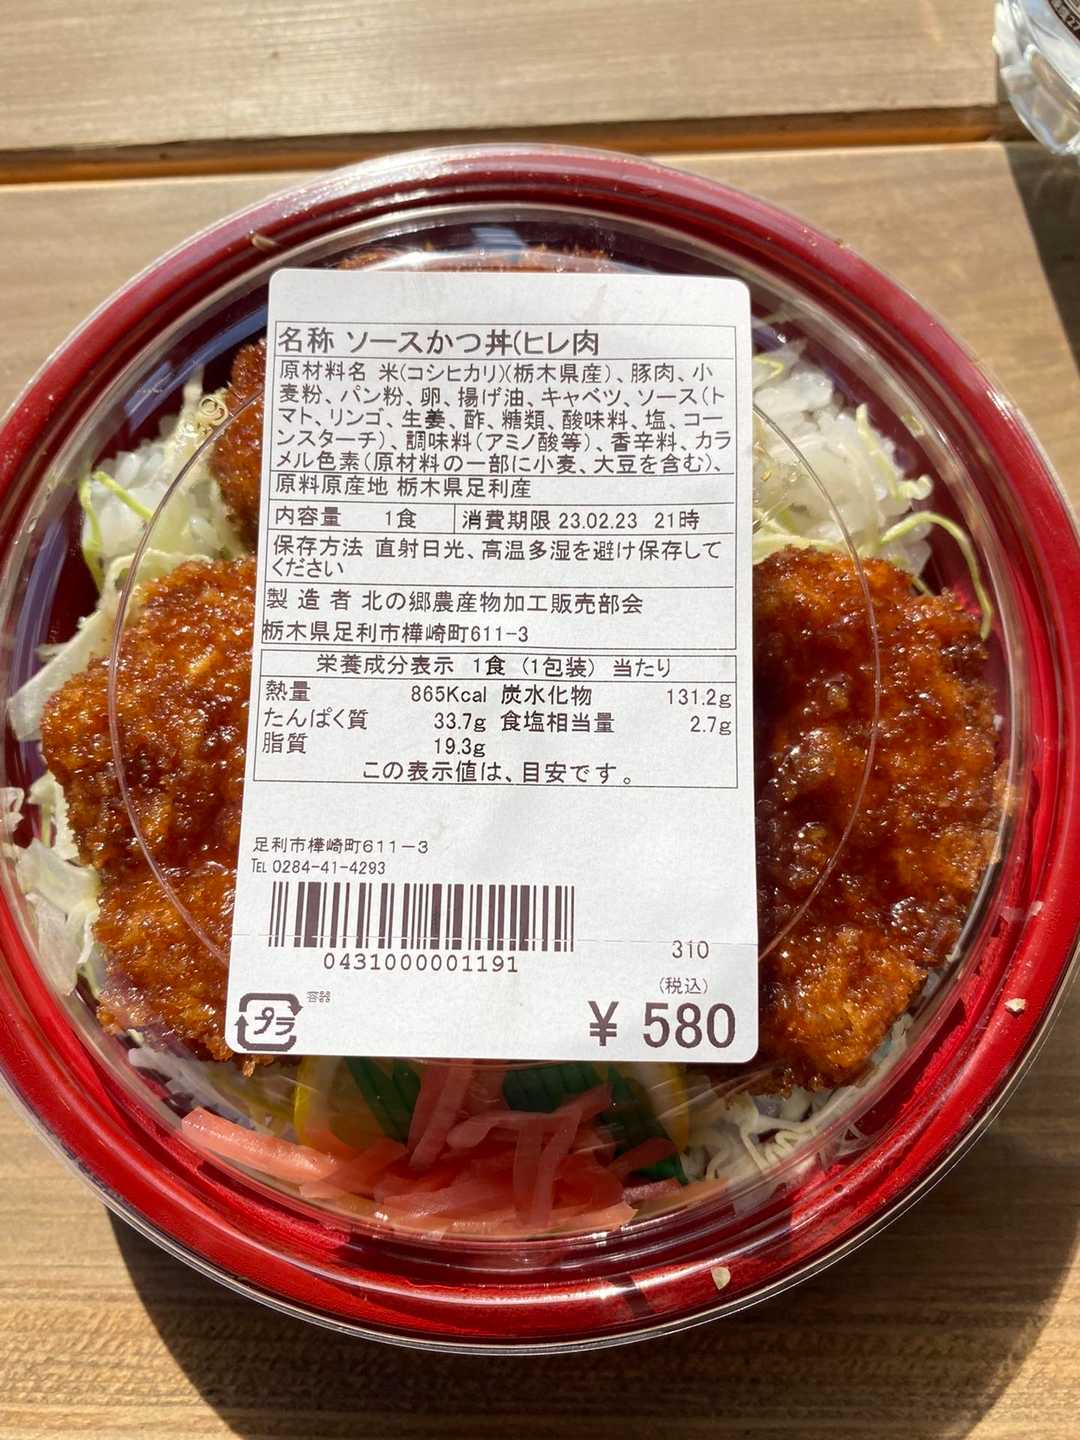 名称 ソースかつ丼(ヒレ肉
原材料名 米(コシヒカリ)(栃木県産)、豚肉、小
麦粉、パン粉、卵、揚げ油、キャベツ、ソース(ト
マト、リンゴ、生姜、酢、糖類、酸味料、塩、コー
ンスターチ)、調味料(アミノ酸等)、香辛料、カラ
メル色素(原材料の一部に小麦、大豆を含む)、
原料原産地 栃木県足利産
内容量 1食 消費期限 23.02.23 21時
保存方法 直射日光、高温多湿を避け保存して
ください
製造者 北の郷農産物加工販売部会
栃木県足利市樺崎町611-3
栄養成分表示 1食 (1包装) 当たり
熱量 865Kcal 炭水化物 131.2g
たんぱく質 33.7g 食塩相当量 2.7g
脂質 19.3g
この表示値は、目安です。
足利市樺崎町611-3
TEL 0284-41-4293
0431000001191
310
(税込)
プラ 容器
¥ 580